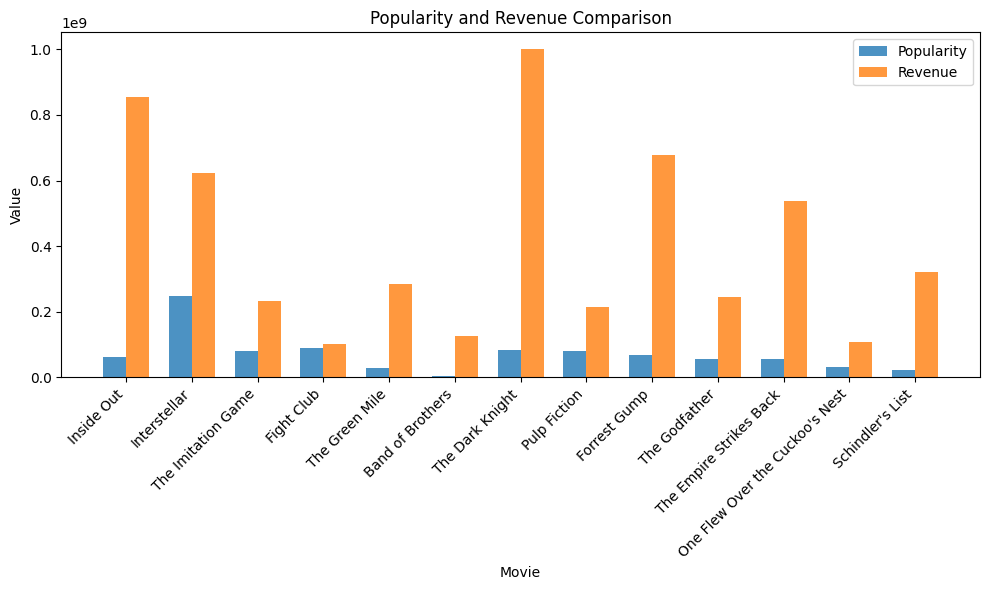 Popularity and Revenue Comparison
1e9
Popularity
Revenue
1.0
0.8
0.6
0.4
0.2
0.0
Value
Inside Out
Interstellar
The Imitation Game
Fight Club
The Green Mile
Band of Brothers
The Dark Knight
Pulp Fiction
Forrest Gump
The Godfather
The Empire Strikes Back
One Flew Over the Cuckoo's Nest
Schindler's List
Movie